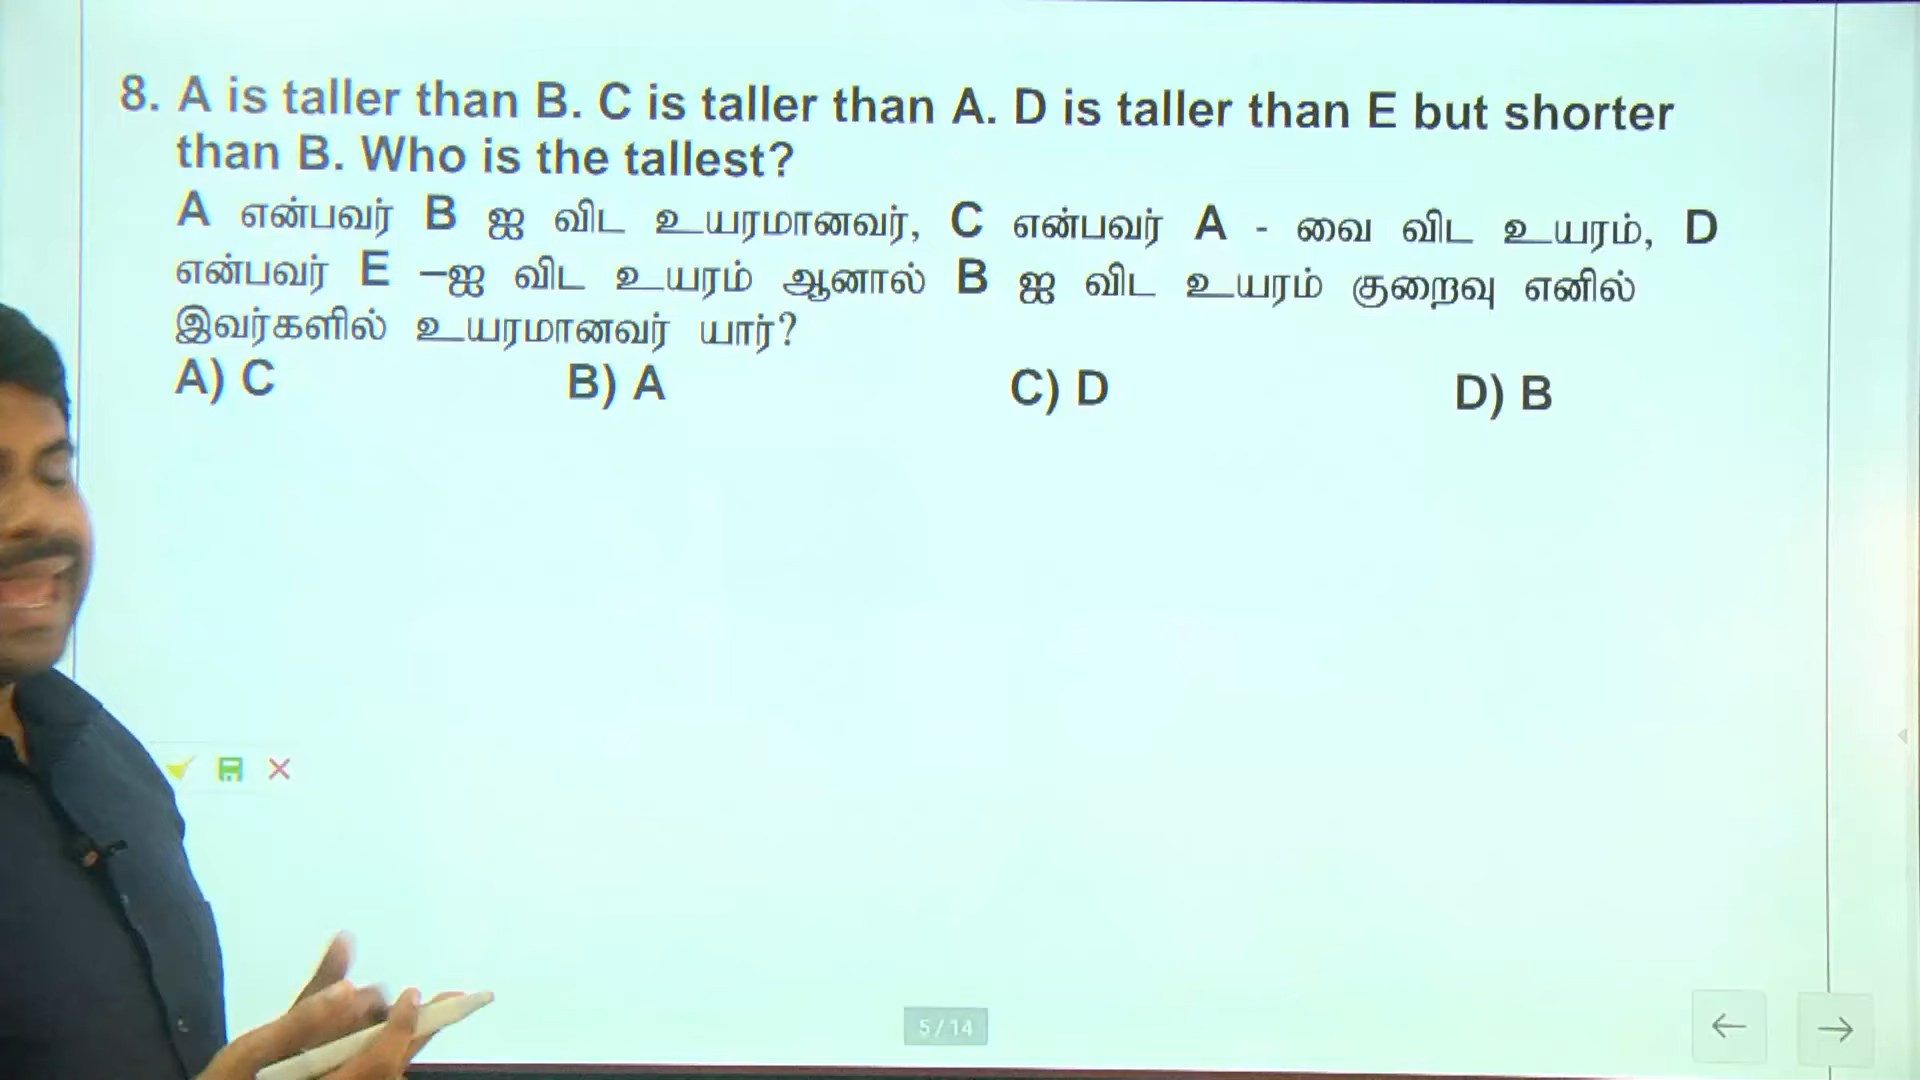 8. A is taller than B. C is taller than A. D is taller than E but shorter
than B. Who is the tallest?
A என்பவர் B ஐ விட உயரமானவர், C என்பவர் A - வை விட உயரம், D
என்பவர் E –ஐ விட உயரம் ஆனால் B ஐ விட உயரம் குறைவு எனில்
இவர்களில் உயரமானவர் யார்?
A) C B) A C) D D) B
5 / 14